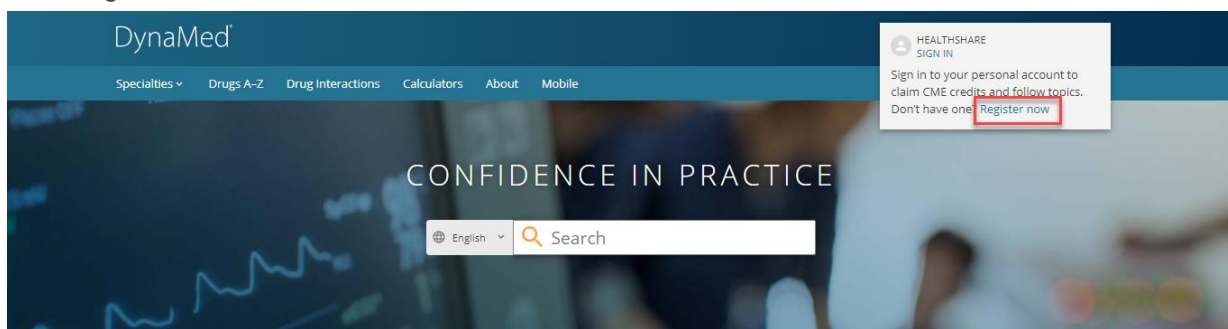 DynaMed
HEALTHSHARE
SIGN IN
Sign in to your personal account to
claim CME credits and follow topics.
Don't have one? Register now
Specialties
Drugs A–Z
Drug Interactions
Calculators
About
Mobile
CONFIDENCE IN PRACTICE
English
Search